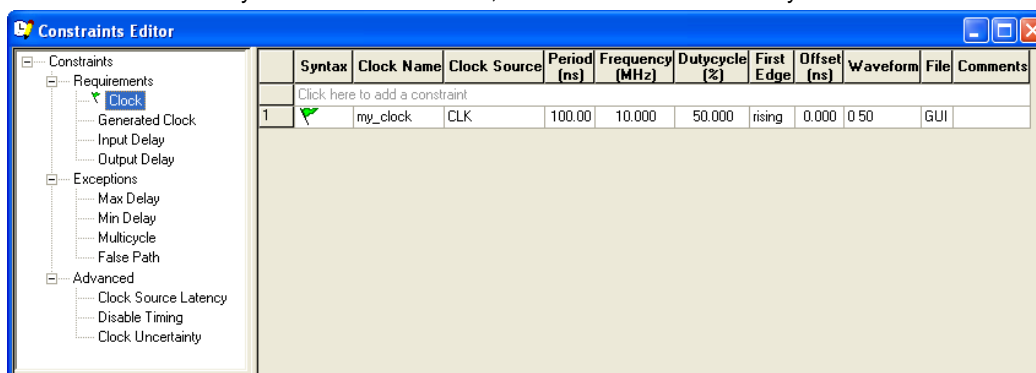 Constraints Editor
Constraints
Requirements
Clock
Generated Clock
Input Delay
Output Delay
Exceptions
Max Delay
Min Delay
Multicycle
False Path
Advanced
Clock Source Latency
Disable Timing
Clock Uncertainty
Syntax Clock Name Clock Source Period (ns) Frequency (MHz) Dutycycle (%) First Edge Offset (ns) Waveform File Comments
Click here to add a constraint
1 my_clock CLK 100.00 10.000 50.000 rising 0.000 0 50 GUI